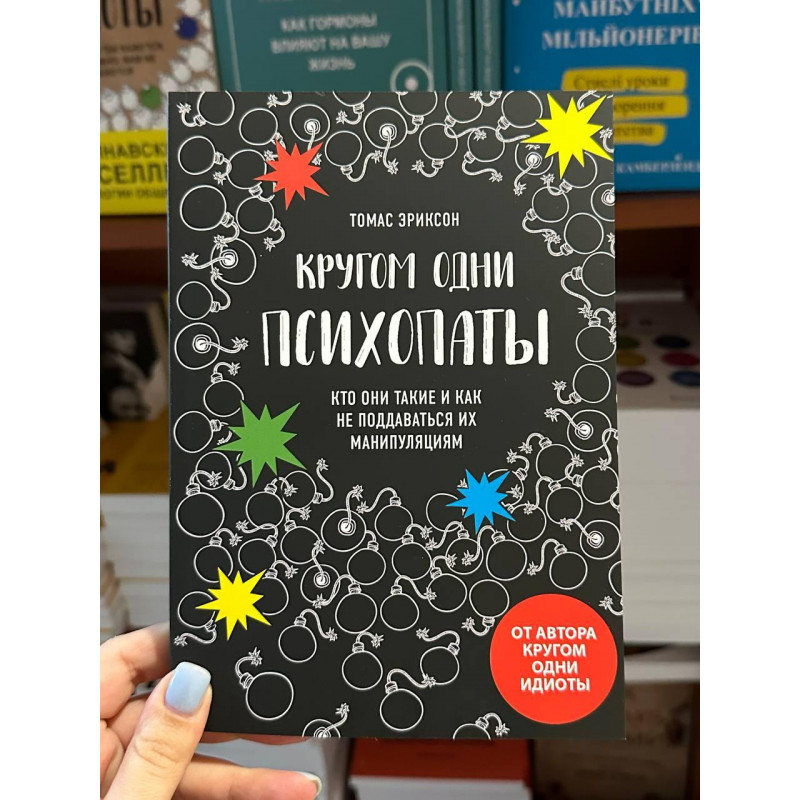 КАК ГОРМОНЫ
ВЛИЯЮТ НА ВАШУ
ЖИЗНЬ
МАЙБУТНІХ
МІЛЬЙОНЕРІВ
ТОМАС ЭРИКСОН
КРУГОМ ОДНИ
ПСИХОПАТЫ
КТО ОНИ ТАКИЕ И КАК
НЕ ПОДДАВАТЬСЯ ИХ
МАНИПУЛЯЦИЯМ
ОТ АВТОРА
КРУГОМ
ОДНИ
ИДИОТЫ